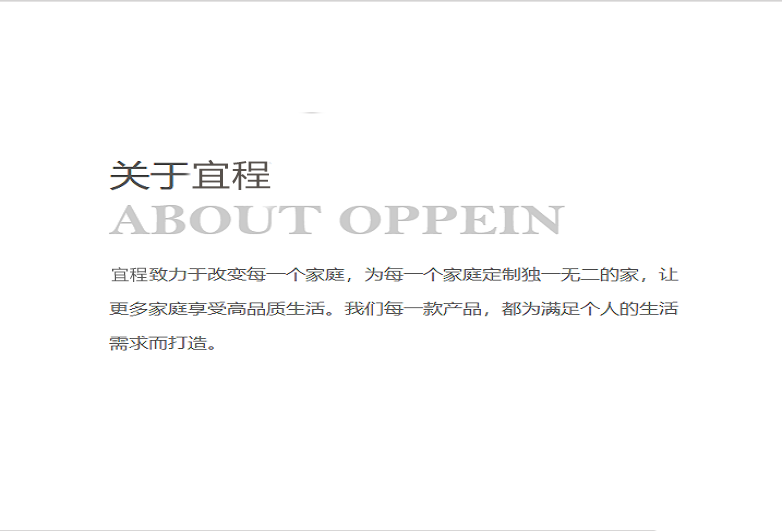 关于宜程
ABOUT OPPEIN
宜程致力于改变每一个家庭，为每一个家庭定制独一无二的家，让
更多家庭享受高品质生活。我们每一款产品，都为满足个人的生活
需求而打造。